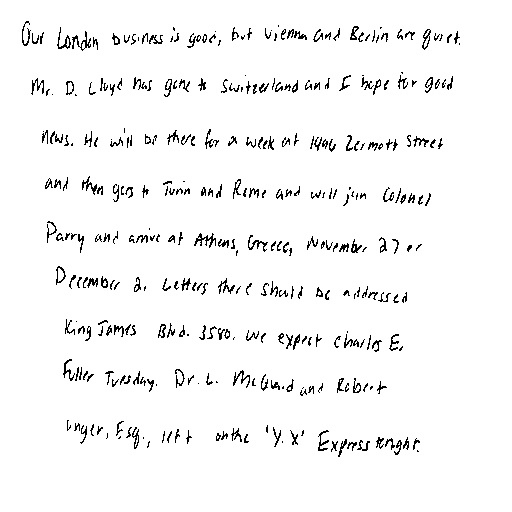 Our London business is good, but Vienna and Berlin are quiet.
Mr. D. Lloyd has gone to Switzerland and I hope for good
news. He will be there for a week at 1496 Zermott Street
and then goes to Turin and Rome and will join Colonel
Parry and arrive at Athens, Greece, November 27 or
December 2. Letters there should be addressed
King James Blvd. 3580. We expect Charles E.
Fuller Tuesday. Dr. L. McQuaid and Robert
Unger, Esq., left on the 'Y.X' Express tonight.